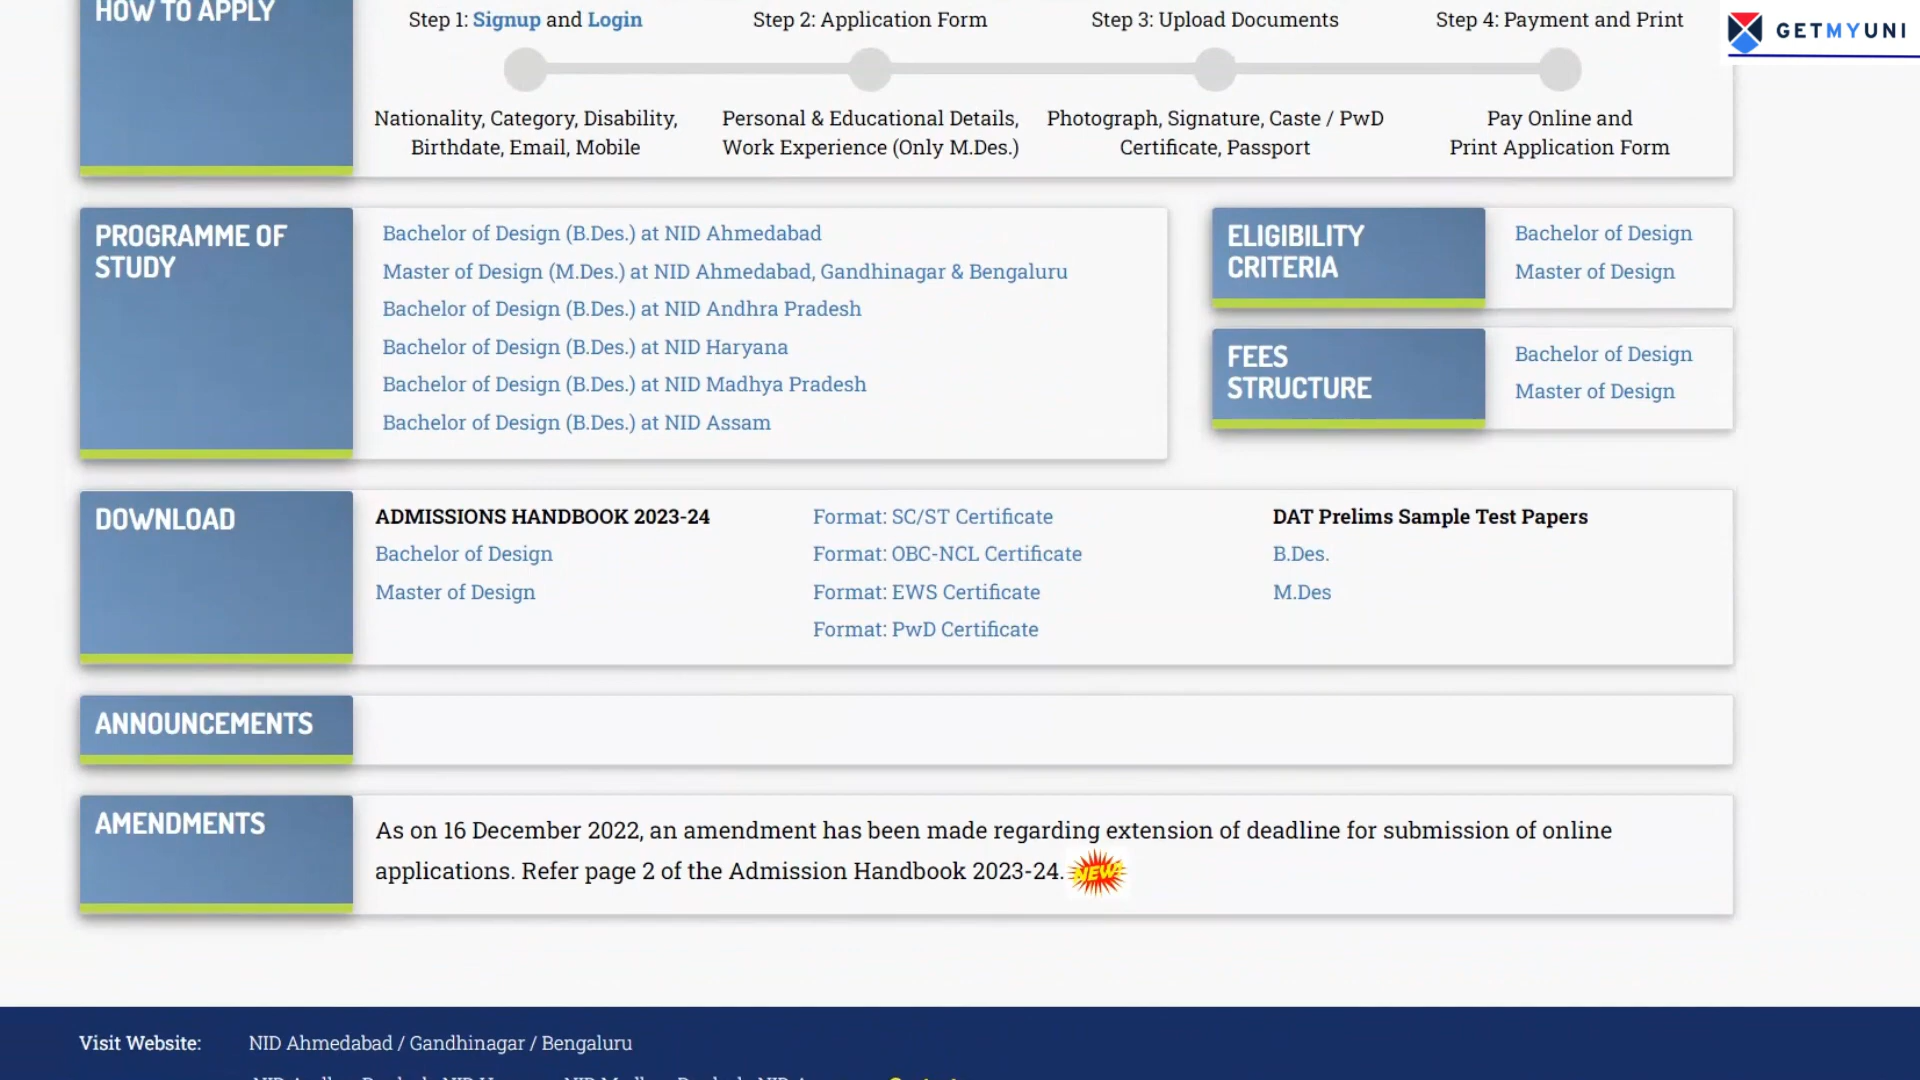 HOW TO APPLY
Step 1: Signup and Login
Step 2: Application Form
Step 3: Upload Documents
Step 4: Payment and Print
GETMYUNI
Nationality, Category, Disability,
Birthdate, Email, Mobile
Personal & Educational Details,
Work Experience (Only M.Des.)
Photograph, Signature, Caste / PwD
Certificate, Passport
Pay Online and
Print Application Form
PROGRAMME OF
STUDY
Bachelor of Design (B.Des.) at NID Ahmedabad
Master of Design (M.Des.) at NID Ahmedabad, Gandhinagar & Bengaluru
Bachelor of Design (B.Des.) at NID Andhra Pradesh
Bachelor of Design (B.Des.) at NID Haryana
Bachelor of Design (B.Des.) at NID Madhya Pradesh
Bachelor of Design (B.Des.) at NID Assam
ELIGIBILITY
CRITERIA
Bachelor of Design
Master of Design
FEES
STRUCTURE
Bachelor of Design
Master of Design
DOWNLOAD
ADMISSIONS HANDBOOK 2023-24
Bachelor of Design
Master of Design
Format: SC/ST Certificate
Format: OBC-NCL Certificate
Format: EWS Certificate
Format: PwD Certificate
DAT Prelims Sample Test Papers
B.Des.
M.Des
ANNOUNCEMENTS
AMENDMENTS
As on 16 December 2022, an amendment has been made regarding extension of deadline for submission of online
applications. Refer page 2 of the Admission Handbook 2023-24. NEW!
Visit Website:
NID Ahmedabad / Gandhinagar / Bengaluru